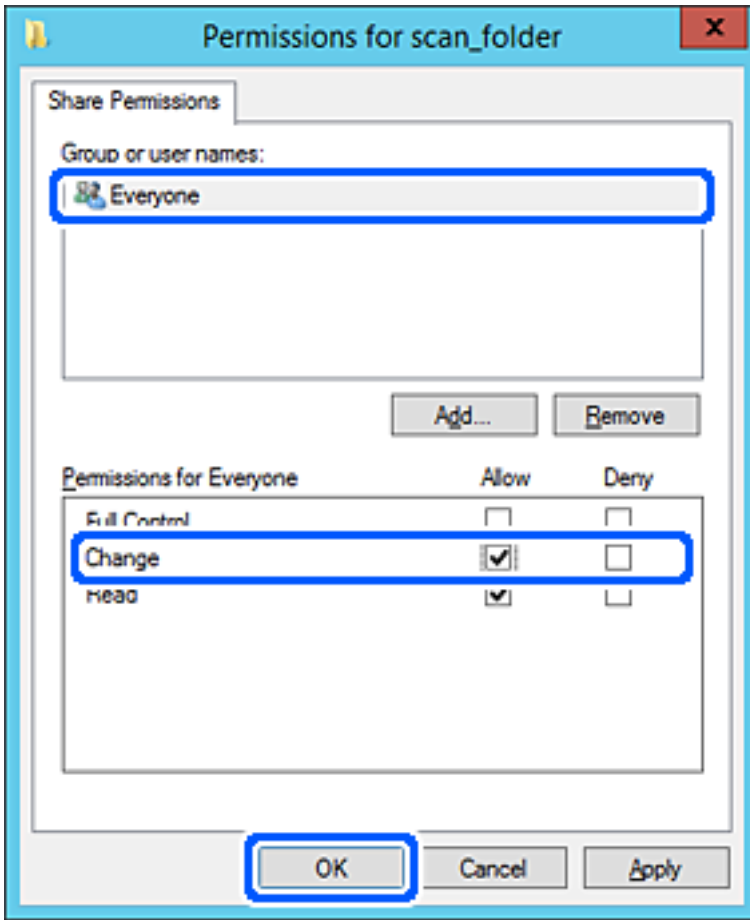 Permissions for scan_folder
x
Share Permissions
Group or user names:
Everyone
Add... Remove
Permissions for Everyone Allow Deny
Full Control
Change
Read
OK Cancel Apply